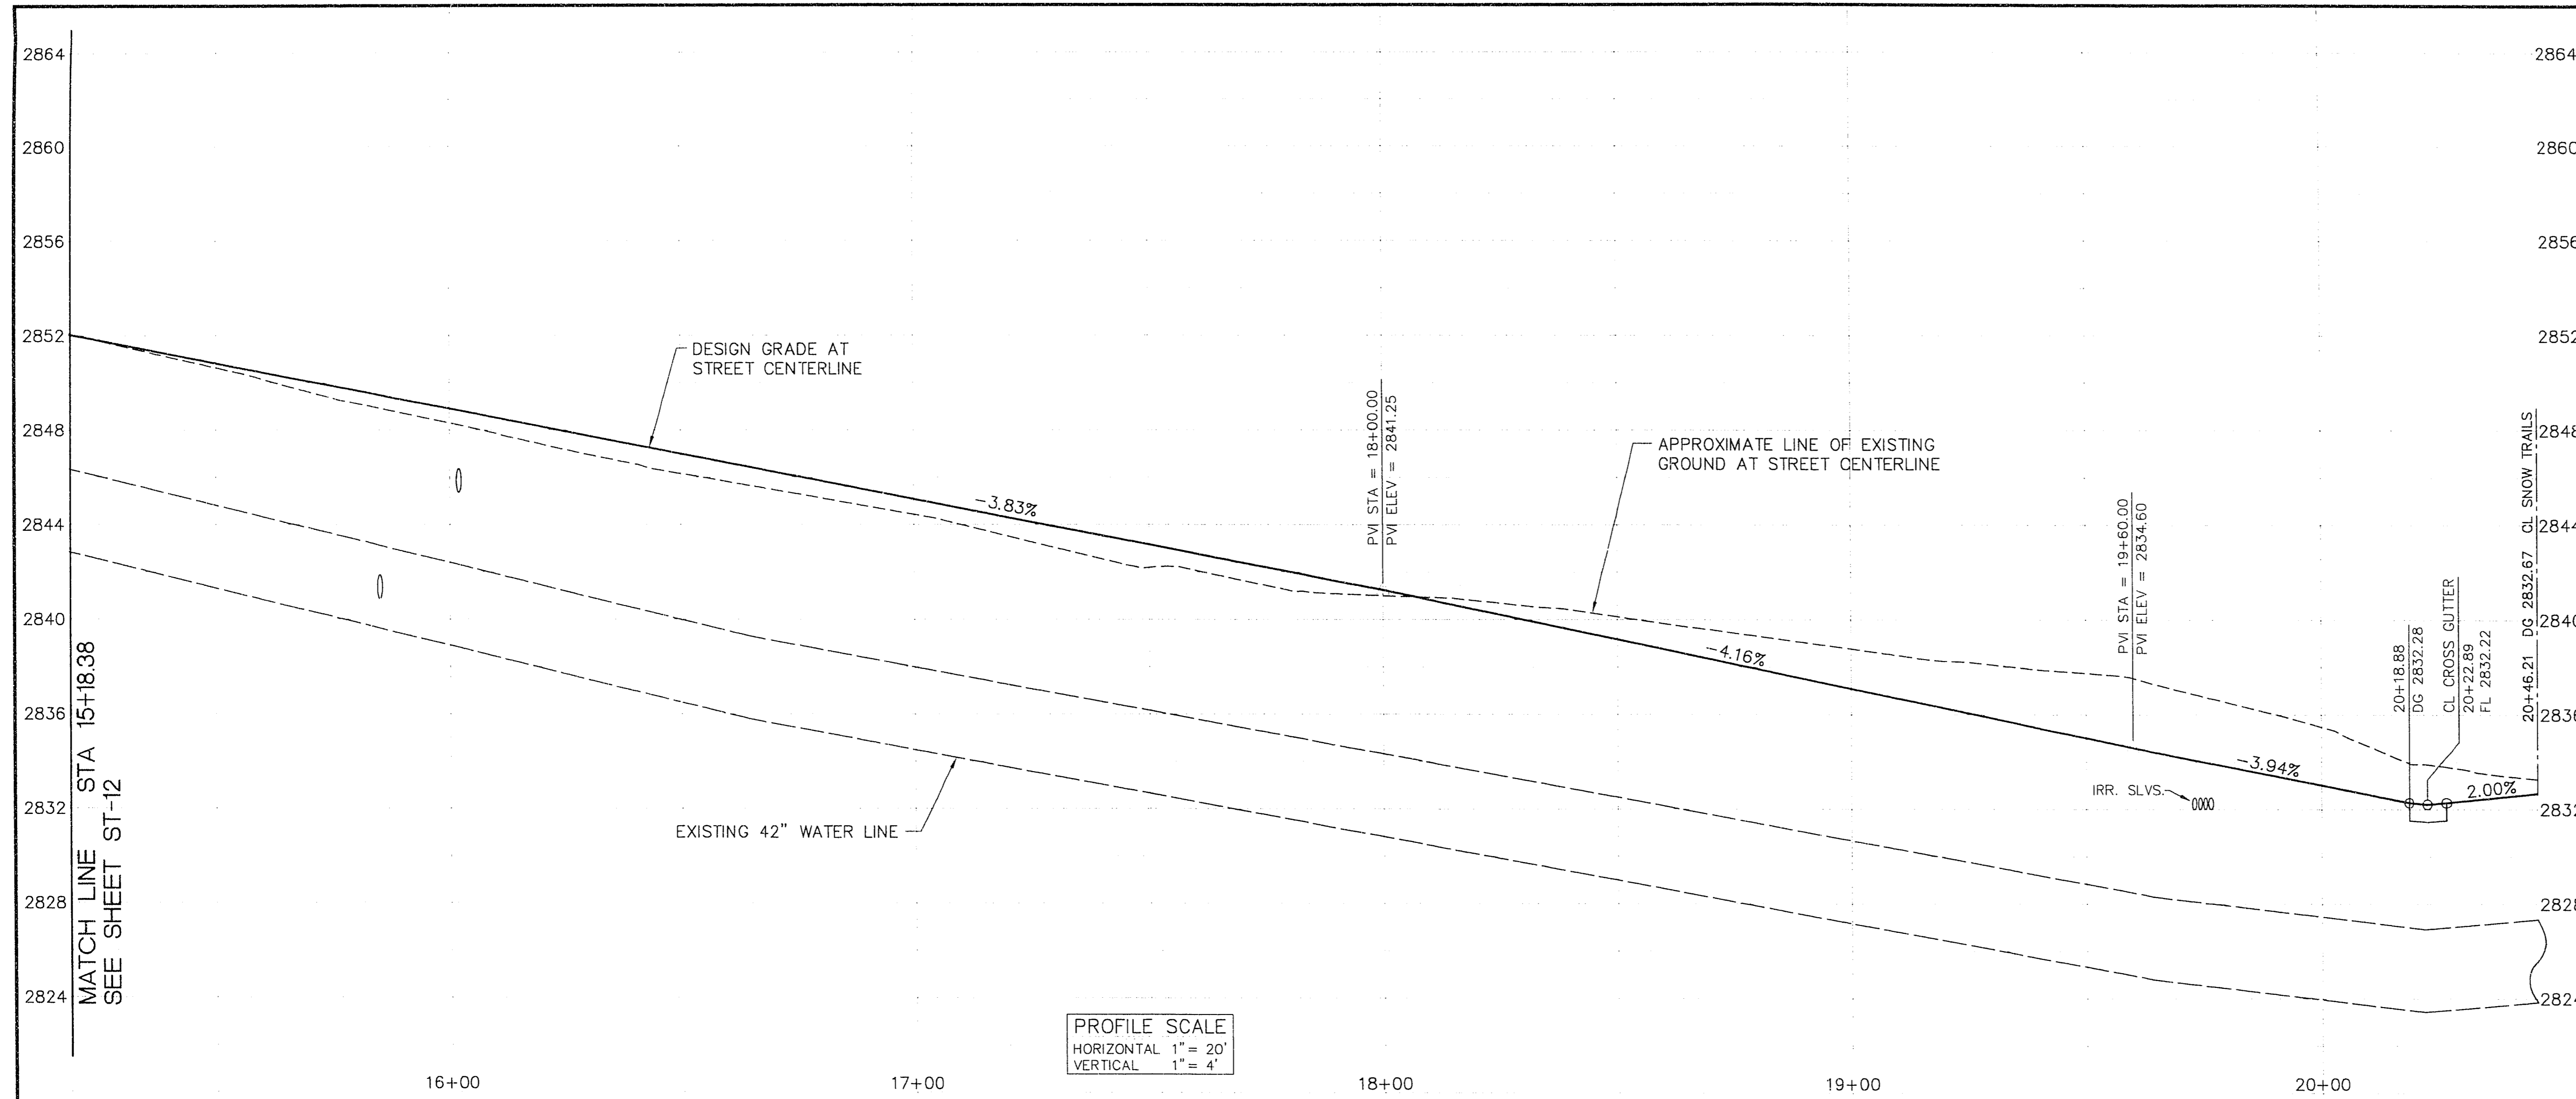 2864
2860
2856
2852
2848
2844
2840
2836
2832
2828
2824
MATCH LINE STA 15+18.38
SEE SHEET ST-12
DESIGN GRADE AT
STREET CENTERLINE
-3.83%
EXISTING 42" WATER LINE
PROFILE SCALE
HORIZONTAL 1"= 20'
VERTICAL 1"= 4'
PVI STA = 18+00.00
PVI ELEV = 2841.25
APPROXIMATE LINE OF EXISTING
GROUND AT STREET CENTERLINE
-4.16%
PVI STA = 19+60.00
PVI ELEV = 2834.60
IRR. SLVS.
-3.94%
20+18.88
DG 2832.28
CL CROSS GUTTER
20+22.89
FL 2832.22
2.00%
20+46.21 DG 2832.67 CL SNOW TRAILS
2864
2860
2856
2852
2848
2844
2840
2836
2832
2828
2824
16+00
17+00
18+00
19+00
20+00